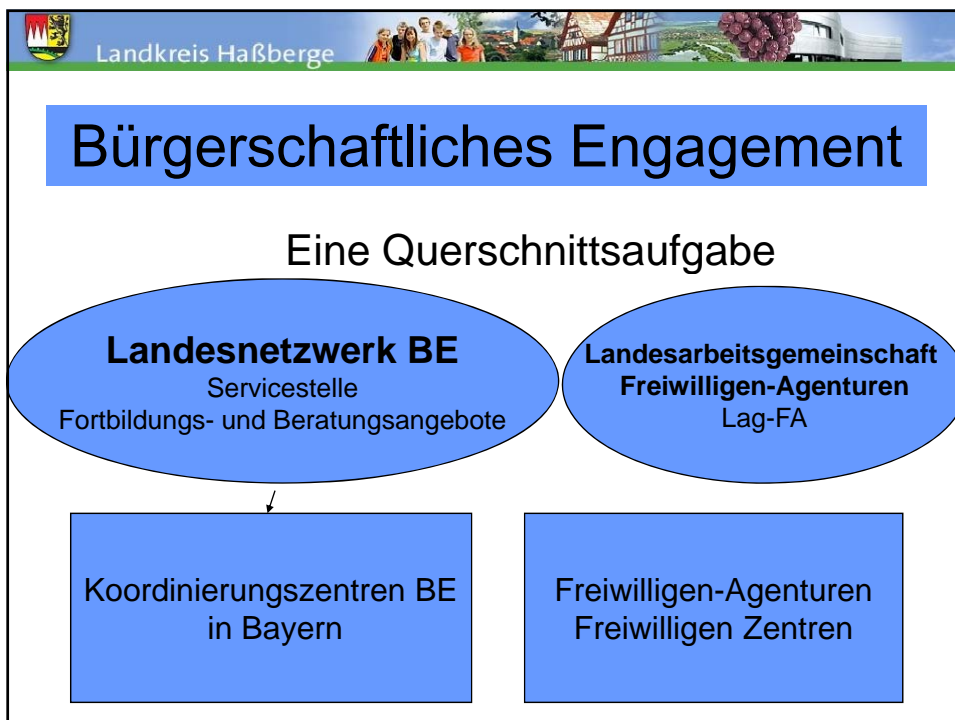 Landkreis Haßberge
Bürgerschaftliches Engagement
Eine Querschnittsaufgabe
Landesnetzwerk BE
Servicestelle
Fortbildungs- und Beratungsangebote
Landesarbeitsgemeinschaft
Freiwilligen-Agenturen
Lag-FA
Koordinierungszentren BE
in Bayern
Freiwilligen-Agenturen
Freiwilligen Zentren